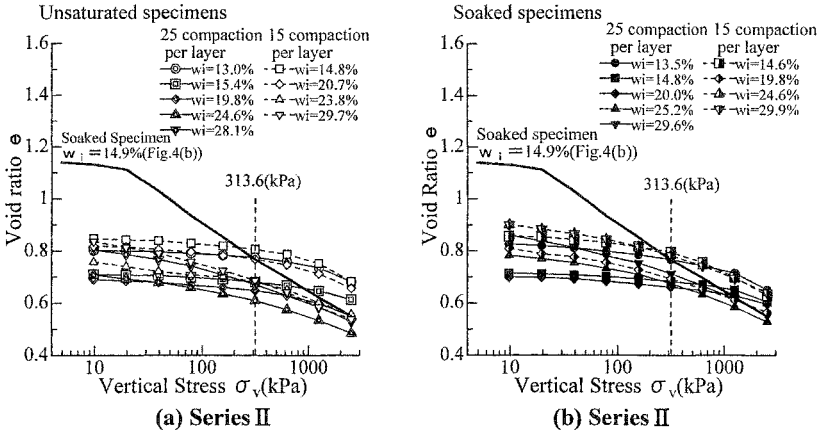 Unsaturated specimens
25 compaction 15 compaction
per layer per layer
wi=13.0% wi=14.8%
wi=15.4% wi=20.7%
wi=19.8% wi=23.8%
wi=24.6% wi=29.7%
wi=28.1%
Soaked Specimen
wi=14.9%(Fig.4(b))
313.6(kPa)
Void ratio e
1.6
1.4
1.2
1
0.8
0.6
0.4
10 100 1000
Vertical Stress σv(kPa)
(a) Series Ⅱ
Soaked specimens
25 compaction 15 compaction
per layer per layer
wi=13.5% wi=14.6%
wi=14.8% wi=19.8%
wi=20.0% wi=24.6%
wi=25.2% wi=29.9%
wi=29.6%
Soaked specimen
wi=14.9%(Fig.4(b))
313.6(kPa)
Void Ratio e
1.6
1.4
1.2
1
0.8
0.6
0.4
10 100 1000
Vertical Stress σv(kPa)
(b) Series Ⅱ